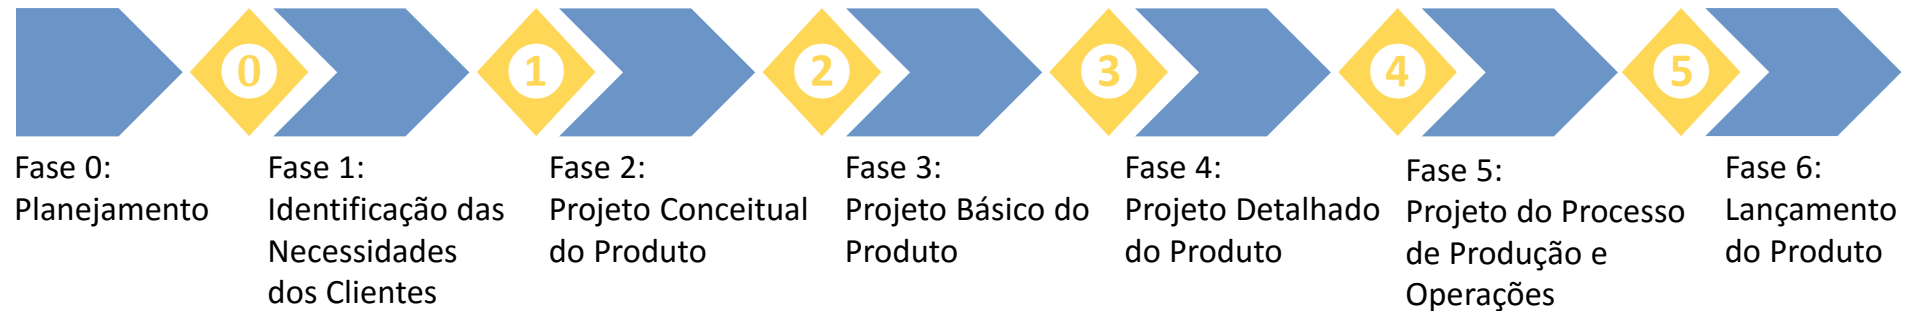 0
1
2
3
4
5
Fase 0:
Planejamento
Fase 1:
Identificação das
Necessidades
dos Clientes
Fase 2:
Projeto Conceitual
do Produto
Fase 3:
Projeto Básico do
Produto
Fase 4:
Projeto Detalhado
do Produto
Fase 5:
Projeto do Processo
de Produção e
Operações
Fase 6:
Lançamento
do Produto